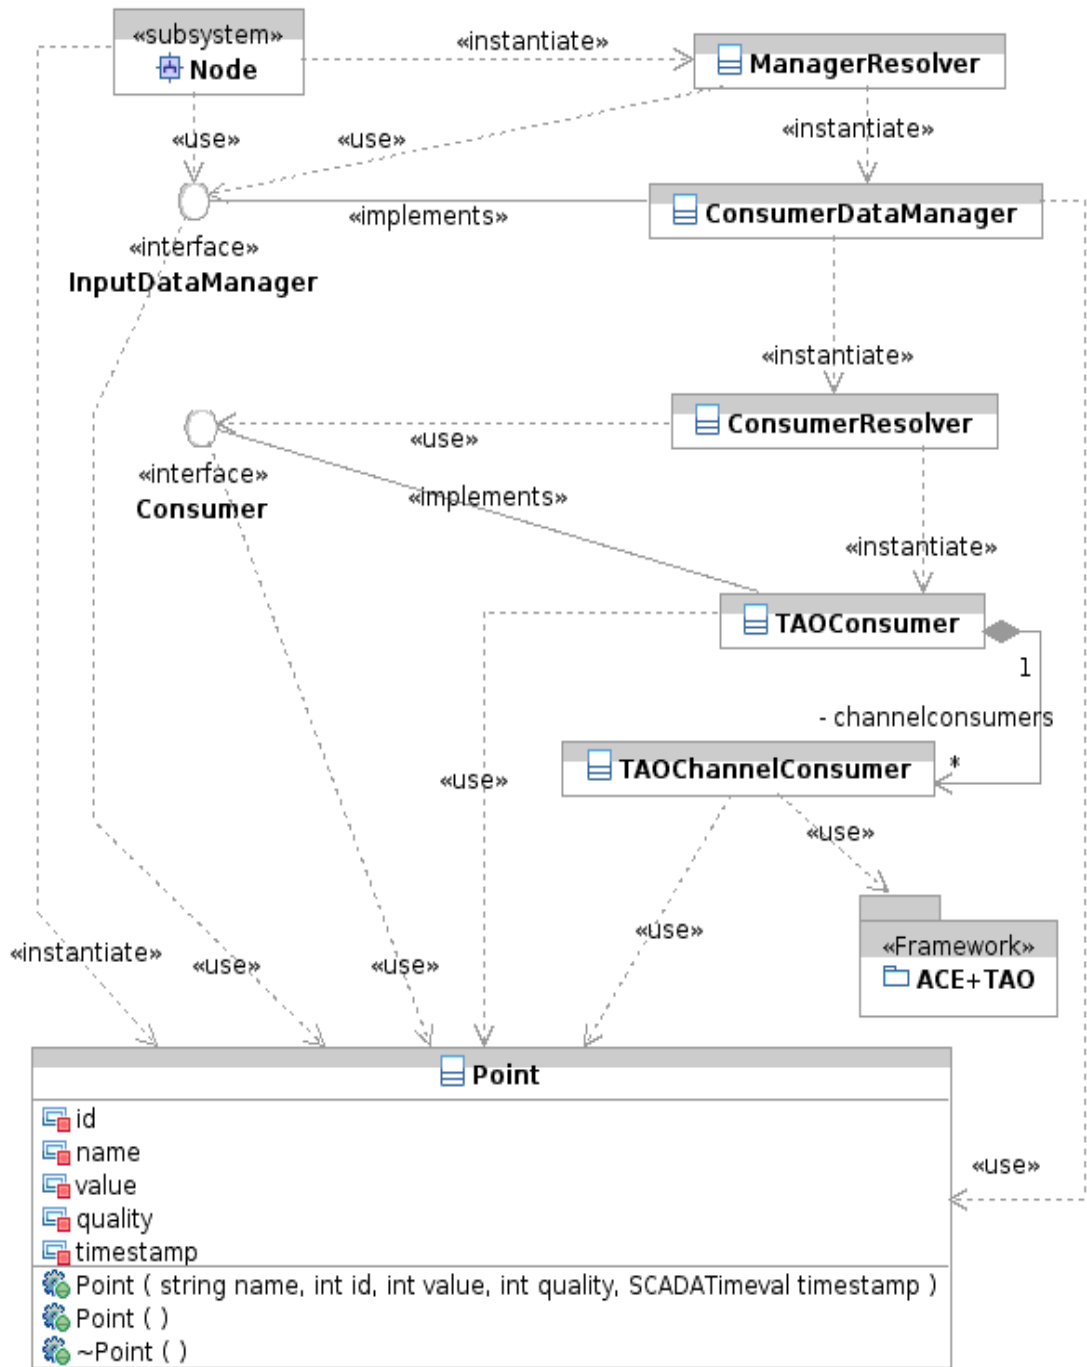 «subsystem»
Node
«instantiate»
ManagerResolver
«use»
«use»
«instantiate»
«implements»
ConsumerDataManager
«interface»
InputDataManager
«instantiate»
«use»
ConsumerResolver
«interface»
Consumer
«implements»
«instantiate»
TAOConsumer
1
- channelconsumers
*
TAOChannelConsumer
«use»
«use»
«use»
«Framework»
ACE+TAO
«instantiate»
«use»
«use»
Point
id
name
value
quality
timestamp
«use»
Point ( string name, int id, int value, int quality, SCADATimeval timestamp )
Point ( )
~Point ( )